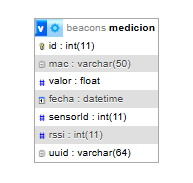 v beacons medicion
id : int(11)
mac : varchar(50)
# valor : float
fecha : datetime
# sensorId : int(11)
# rssi : int(11)
uuid : varchar(64)